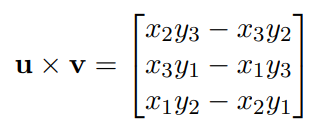 x₂y₃ − x₃y₂
u × v = x₃y₁ − x₁y₃
x₁y₂ − x₂y₁